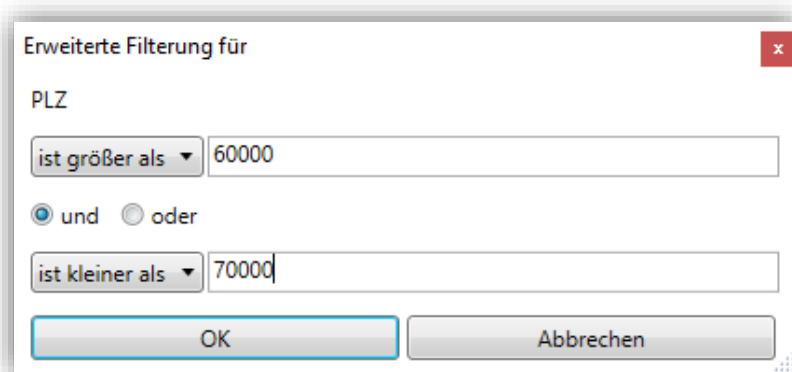 Erweiterte Filterung für
x
PLZ
ist größer als 60000
und oder
ist kleiner als 70000
OK Abbrechen